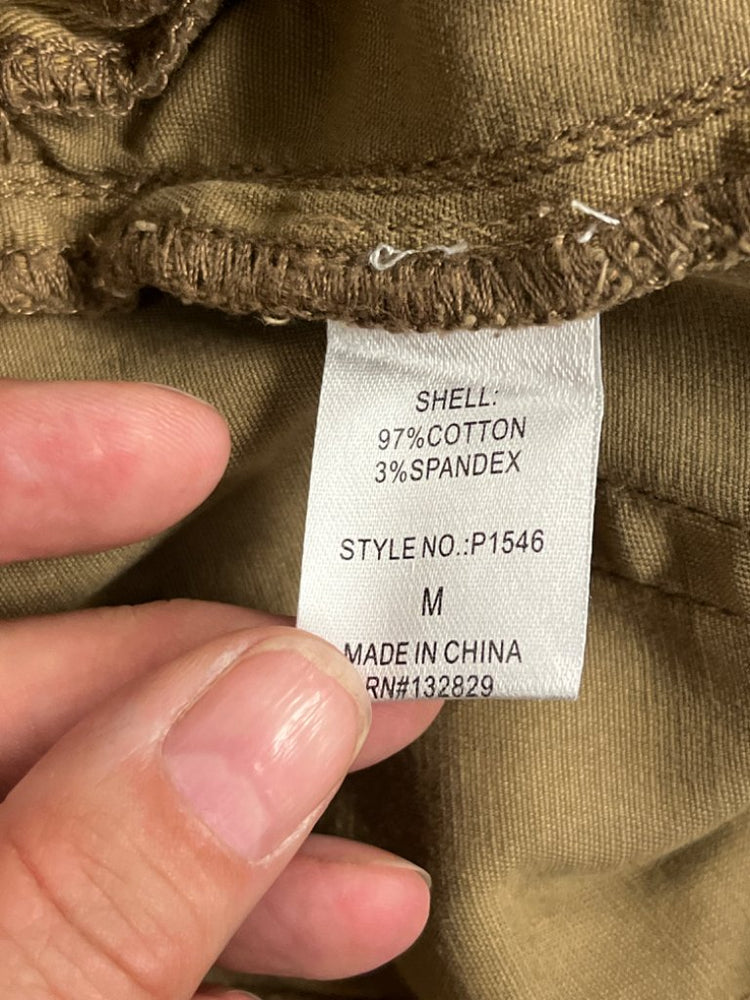 SHELL:
97%COTTON
3%SPANDEX
STYLE NO.:P1546
M
MADE IN CHINA
RN#132829